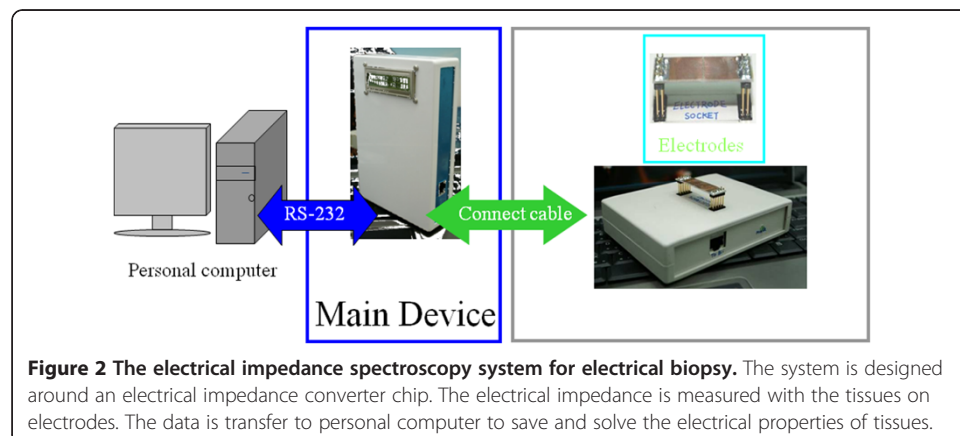 ELECTRODE
SOCKET
Electrodes
RS-232
Connect cable
Personal computer
Main Device
Figure 2 The electrical impedance spectroscopy system for electrical biopsy. The system is designed
around an electrical impedance converter chip. The electrical impedance is measured with the tissues on
electrodes. The data is transfer to personal computer to save and solve the electrical properties of tissues.